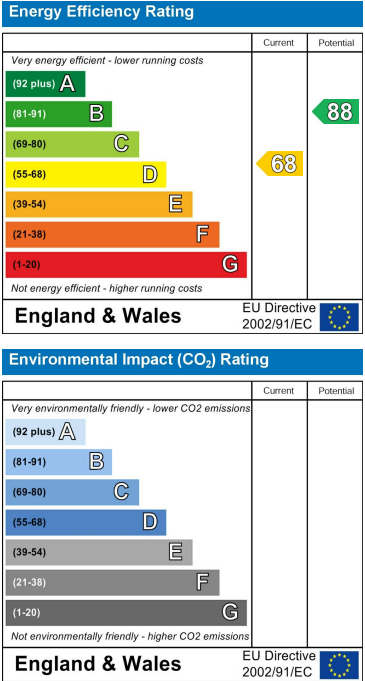 Energy Efficiency Rating
Current Potential
Very energy efficient - lower running costs
(92 plus) A
(81-91) B
88
(69-80) C
(55-68) D
68
(39-54) E
(21-38) F
(1-20) G
Not energy efficient - higher running costs
England & Wales
EU Directive
2002/91/EC
Environmental Impact (CO₂) Rating
Current Potential
Very environmentally friendly - lower CO2 emissions
(92 plus) A
(81-91) B
(69-80) C
(55-68) D
(39-54) E
(21-38) F
(1-20) G
Not environmentally friendly - higher CO2 emissions
England & Wales
EU Directive
2002/91/EC